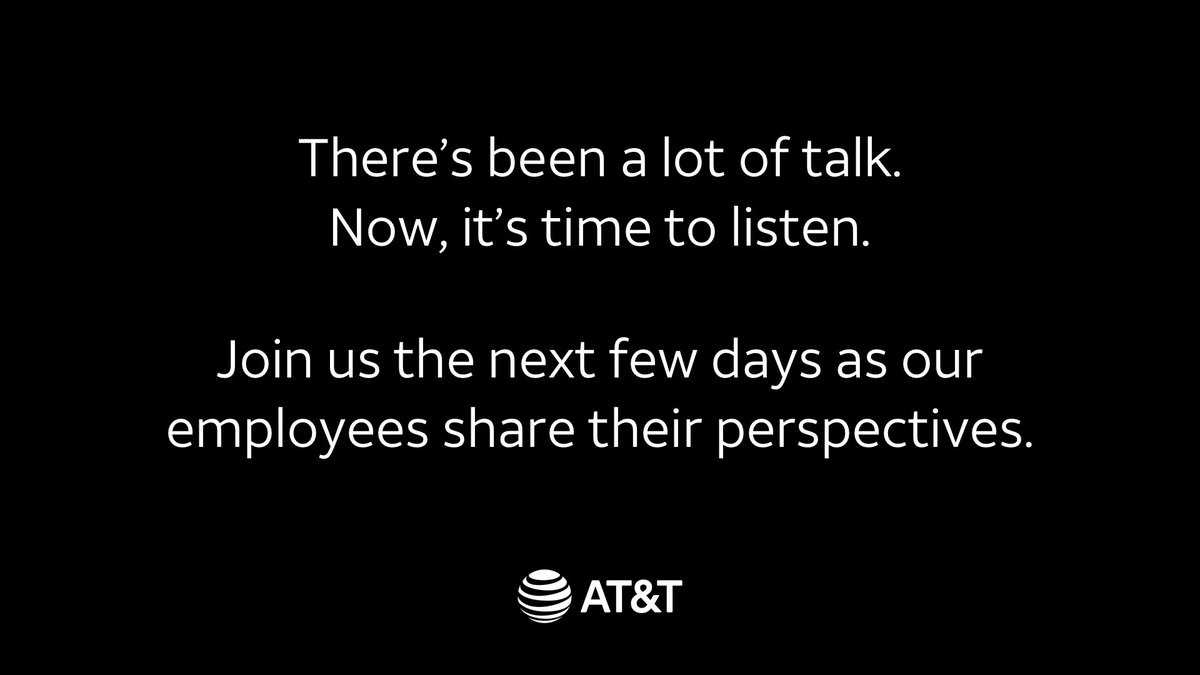 There’s been a lot of talk.
Now, it’s time to listen.
Join us the next few days as our
employees share their perspectives.
AT&T